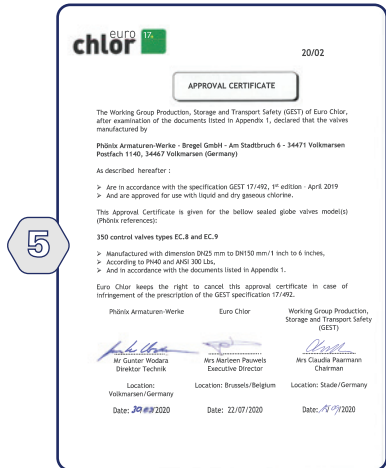 euro
chlor
17Cl
20/02
APPROVAL CERTIFICATE
The Working Group Production, Storage and Transport Safety (GEST) of Euro Chlor,
after examination of the documents listed in Appendix 1, declared that the valves
manufactured by
Phönix Armaturen-Werke - Bregel GmbH - Am Stadtbruch 6 - 34471 Volkmarsen
Postfach 1140, 34467 Volkmarsen (Germany)
As described hereafter :
➢ Are in accordance with the specification GEST 17/492, 1st edition - April 2019
➢ And are approved for use with liquid and dry gaseous chlorine.
This Approval Certificate is given for the bellow sealed globe valves model(s)
(Phönix references):
350 control valves types EC.8 and EC.9
➢ Manufactured with dimension DN25 mm to DN150 mm/1 inch to 6 inches,
➢ According to PN40 and ANSI 300 Lbs,
➢ And in accordance with the documents listed in Appendix 1.
Euro Chlor keeps the right to cancel this approval certificate in case of
infringement of the prescription of the GEST specification 17/492.
Phönix Armaturen-Werke Euro Chlor Working Group Production,
Storage and Transport Safety
(GEST)
Mr Gunter Wodara Mrs Marleen Pauwels Mrs Claudia Paarmann
Direktor Technik Executive Director Chairman
Location: Location: Brussels/Belgium Location: Stade/Germany
Volkmarsen/Germany
Date: /2020 Date: 22/07/2020 Date: /2020
5